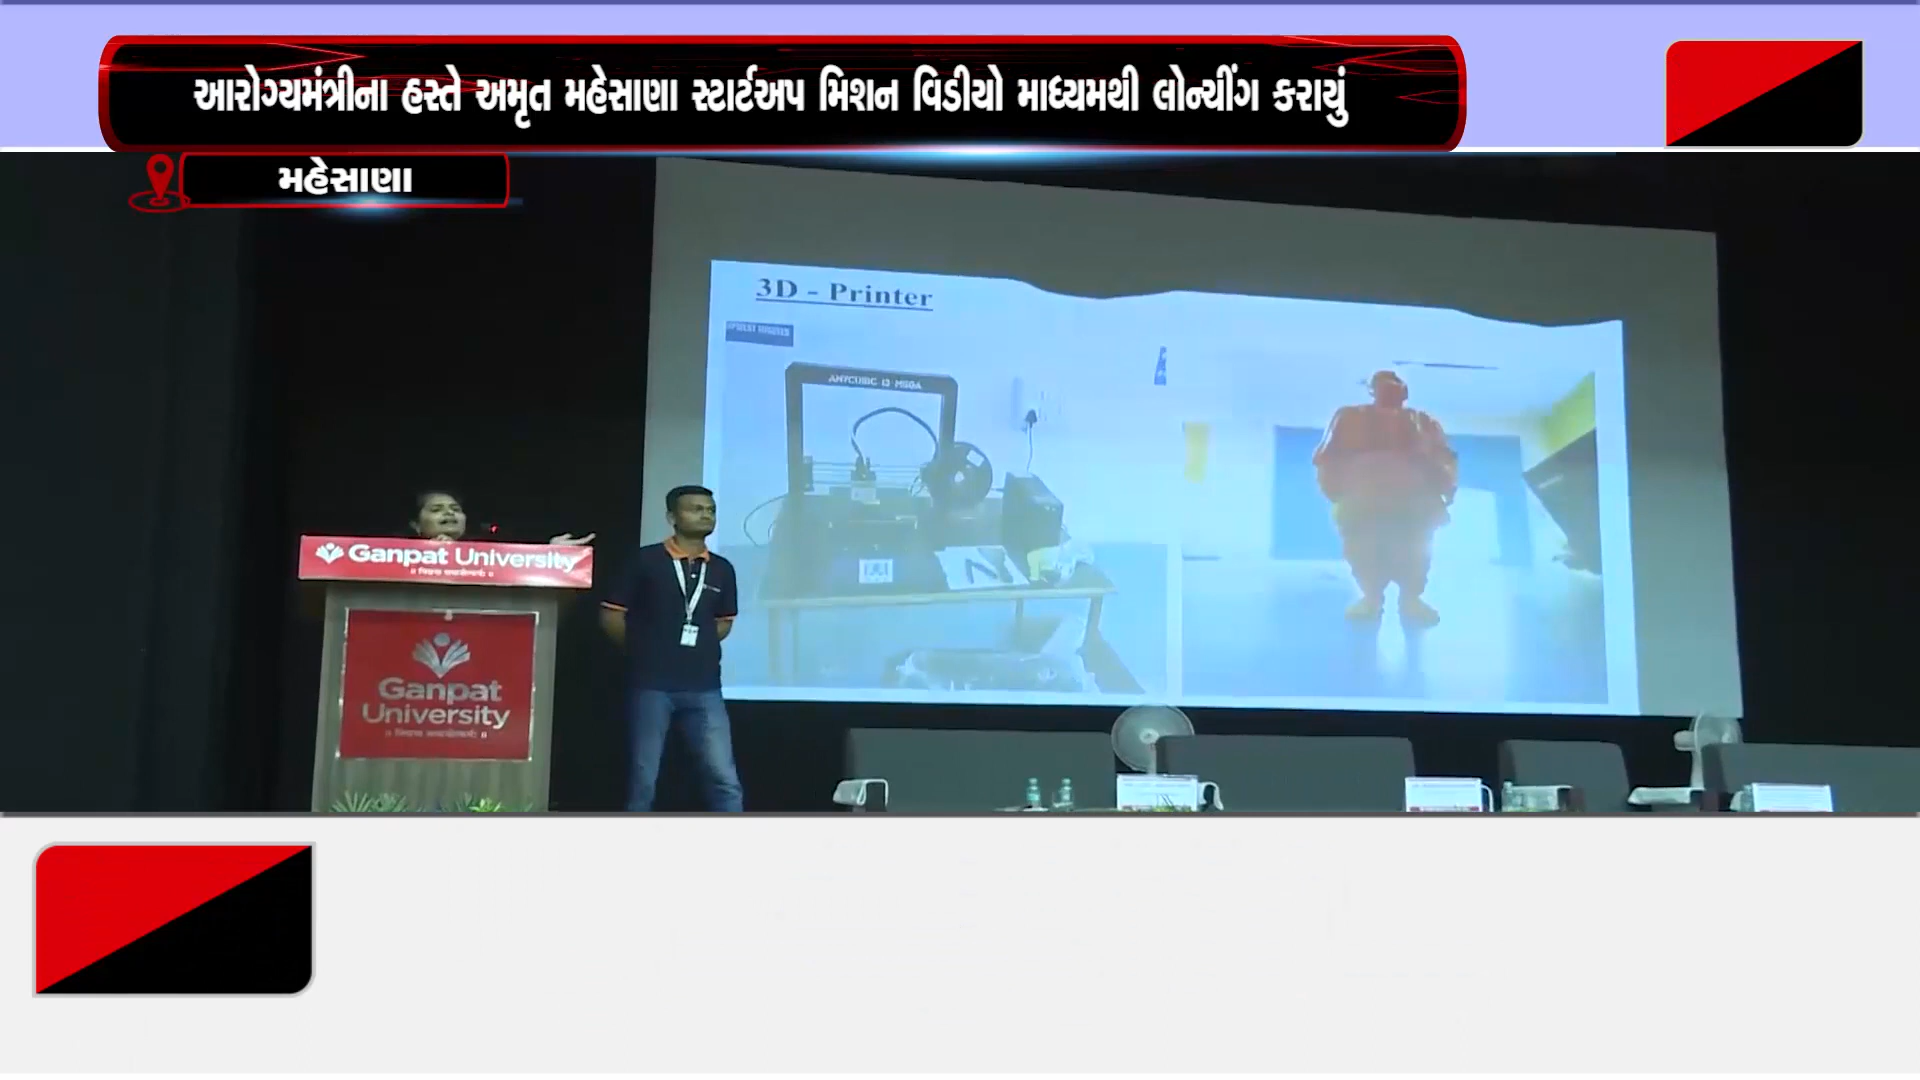 આરોગ્યમંત્રીના હસ્તે અમૃત મહેસાણા સ્ટાર્ટઅપ મિશન વિડીયો માધ્યમથી લોન્ચીંગ કરાયું
મહેસાણા
3D - Printer
ANYCUBIC I3 MEGA
Ganpat University
Ganpat
University